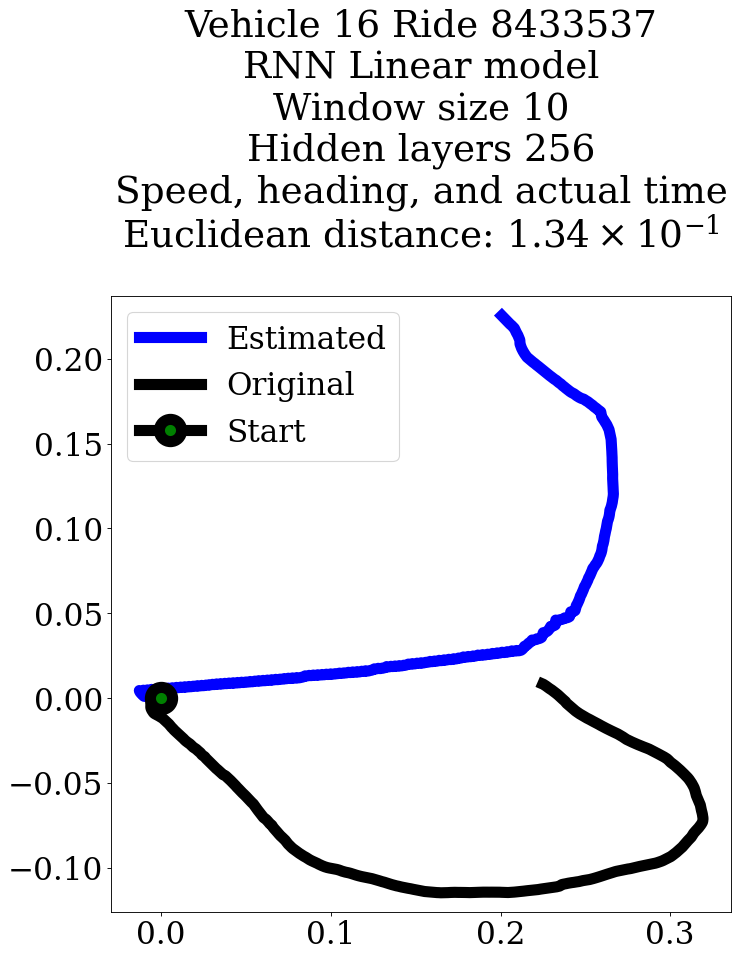 Vehicle 16 Ride 8433537
RNN Linear model
Window size 10
Hidden layers 256
Speed, heading, and actual time
Euclidean distance: 1.34 × 10⁻¹
Estimated
Original
Start
0.20
0.15
0.10
0.05
0.00
−0.05
−0.10
0.0 0.1 0.2 0.3